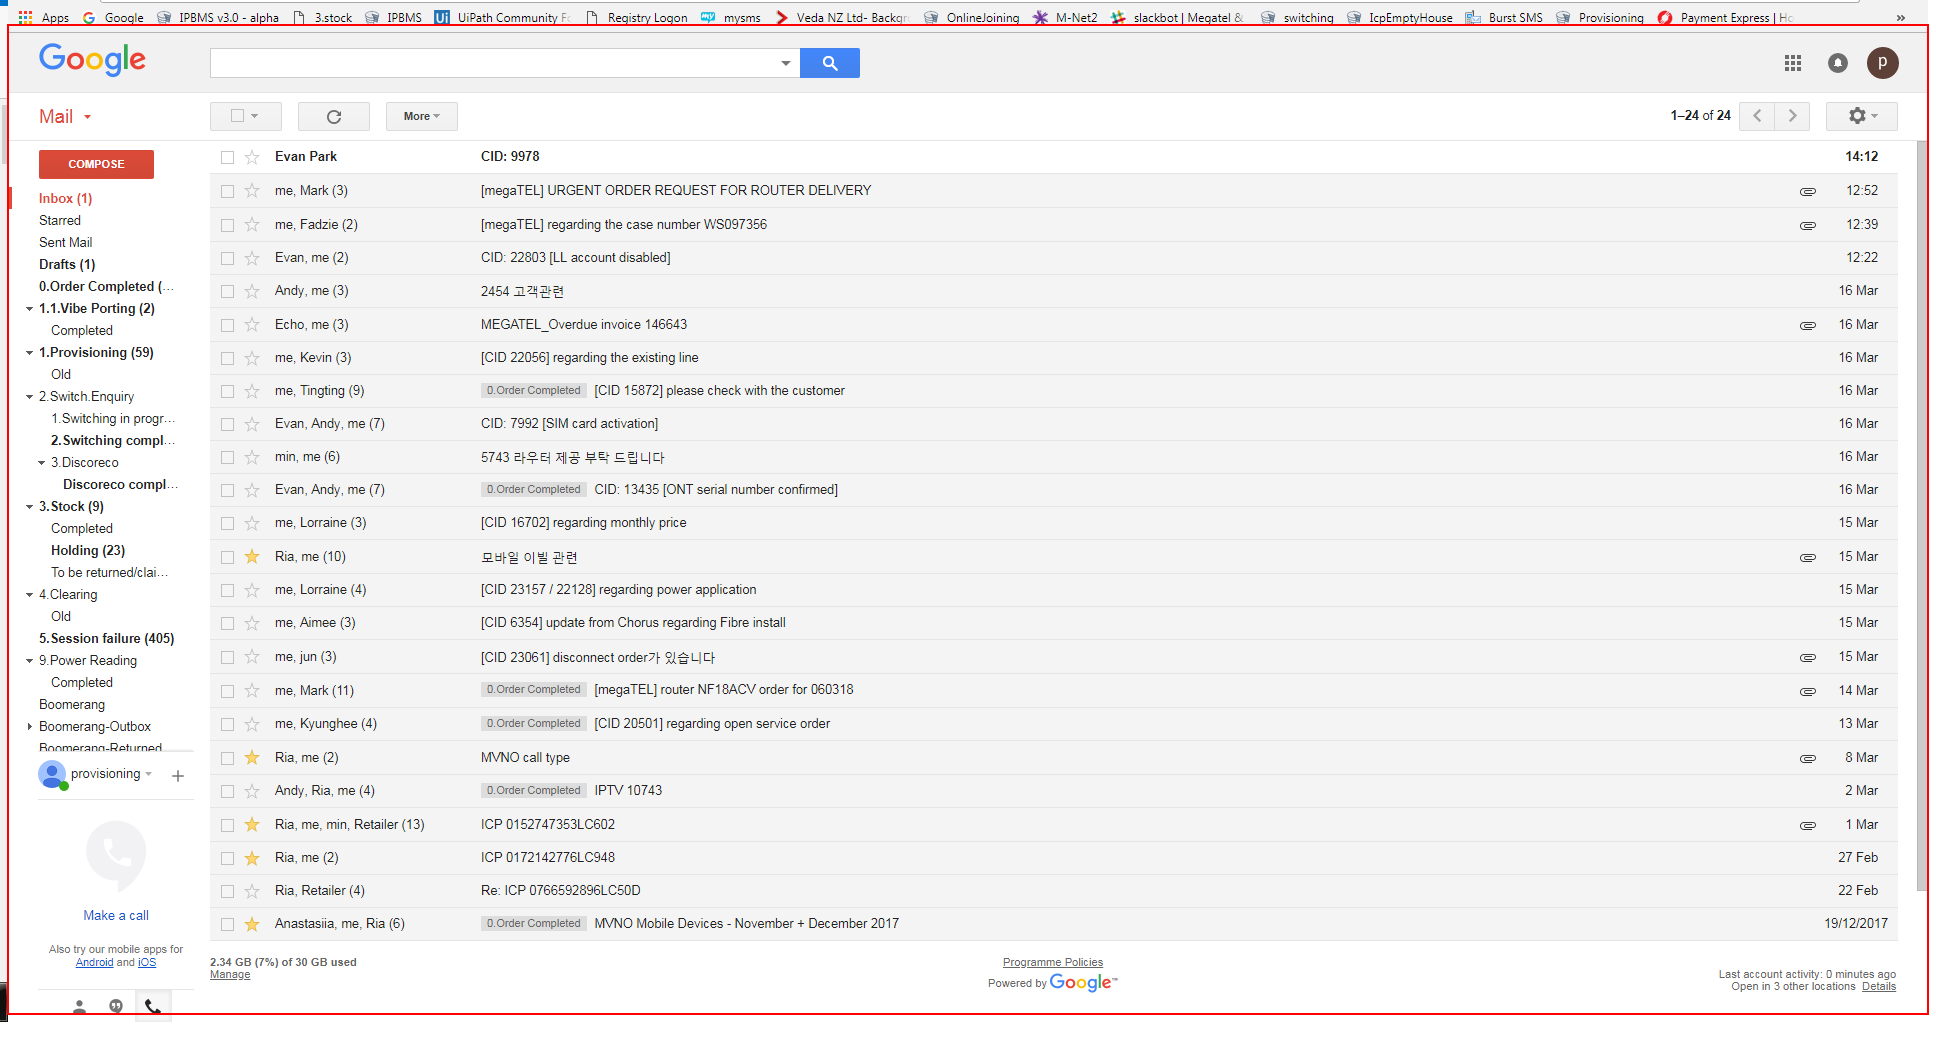 Apps Google IPBMS v3.0 - alpha 3.stock IPBMS UiPath Community Registry Logon mysms Veda NZ Ltd- OnlineJoining M-Net2 slackbot | Megatel & switching IcpEmptyHouse Burst SMS Provisioning Payment Express | »
Google
p
Mail
More
1–24 of 24
COMPOSE
Inbox (1)
Starred
Sent Mail
Drafts (1)
0.Order Completed (...
1.1.Vibe Porting (2)
Completed
1.Provisioning (59)
Old
2.Switch.Enquiry
1.Switching in progr...
2.Switching compl...
3.Discoreco
Discoreco compl...
3.Stock (9)
Completed
Holding (23)
To be returned/clai...
4.Clearing
Old
5.Session failure (405)
9.Power Reading
Completed
Boomerang
Boomerang-Outbox
Boomerang-Returned
provisioning
Make a call
Also try our mobile apps for
Android and iOS
Evan Park CID: 9978 14:12
me, Mark (3) [megaTEL] URGENT ORDER REQUEST FOR ROUTER DELIVERY 12:52
me, Fadzie (2) [megaTEL] regarding the case number WS097356 12:39
Evan, me (2) CID: 22803 [LL account disabled] 12:22
Andy, me (3) 2454 고객관련 16 Mar
Echo, me (3) MEGATEL_Overdue invoice 146643 16 Mar
me, Kevin (3) [CID 22056] regarding the existing line 16 Mar
me, Tingting (9) 0.Order Completed [CID 15872] please check with the customer 16 Mar
Evan, Andy, me (7) CID: 7992 [SIM card activation] 16 Mar
min, me (6) 5743 라우터 제공 부탁 드립니다 16 Mar
Evan, Andy, me (7) 0.Order Completed CID: 13435 [ONT serial number confirmed] 16 Mar
me, Lorraine (3) [CID 16702] regarding monthly price 15 Mar
Ria, me (10) 모바일 이빌 관련 15 Mar
me, Lorraine (4) [CID 23157 / 22128] regarding power application 15 Mar
me, Aimee (3) [CID 6354] update from Chorus regarding Fibre install 15 Mar
me, jun (3) [CID 23061] disconnect order가 있습니다 15 Mar
me, Mark (11) 0.Order Completed [megaTEL] router NF18ACV order for 060318 14 Mar
me, Kyunghee (4) 0.Order Completed [CID 20501] regarding open service order 13 Mar
Ria, me (2) MVNO call type 8 Mar
Andy, Ria, me (4) 0.Order Completed IPTV 10743 2 Mar
Ria, me, min, Retailer (13) ICP 0152747353LC602 1 Mar
Ria, me (2) ICP 0172142776LC948 27 Feb
Ria, Retailer (4) Re: ICP 0766592896LC50D 22 Feb
Anastasiia, me, Ria (6) 0.Order Completed MVNO Mobile Devices - November + December 2017 19/12/2017
2.34 GB (7%) of 30 GB used
Manage
Programme Policies
Powered by Google™
Last account activity: 0 minutes ago
Open in 3 other locations Details